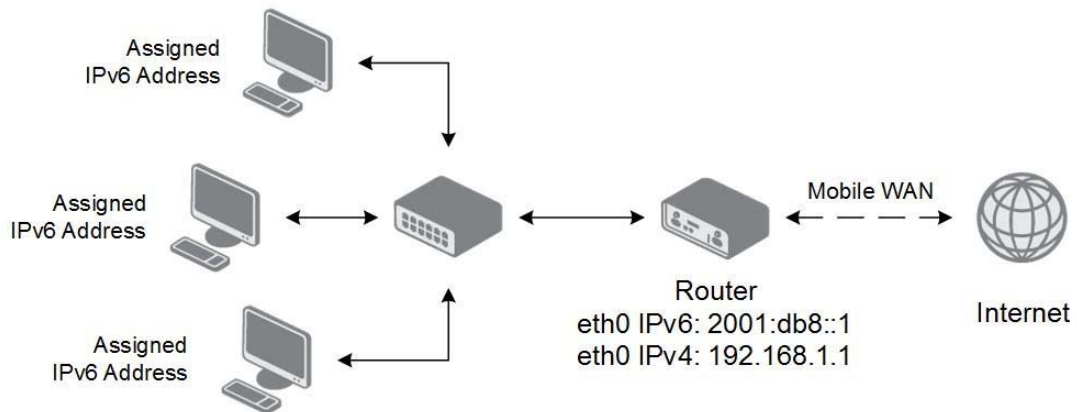 Assigned
IPv6 Address
Assigned
IPv6 Address
Assigned
IPv6 Address
Mobile WAN
Router
eth0 IPv6: 2001:db8::1
eth0 IPv4: 192.168.1.1
Internet